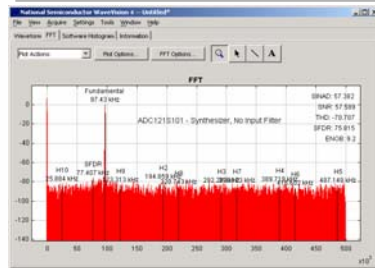 National Semiconductor WaveVision 4 - Untitled*
File View Acquire Settings Tools Window Help
Waveform FFT Software Histogram Information
Plot Actions Plot Options... FFT Options...
FFT
Fundamental
97.43 kHz
SINAD: 57.382
SNR: 57.599
THD: -70.707
SFDR: 75.815
ENOB: 9.2
ADC121S101 - Synthesizer, No Input Filter
H10 SFDR H8 H2 H9 H3 H7 H4 H6 H5
77.407 kHz
0
-20
-40
-60
-80
-100
-120
-140
0 50 100 150 200 250 300 350 400 450 500
x10³